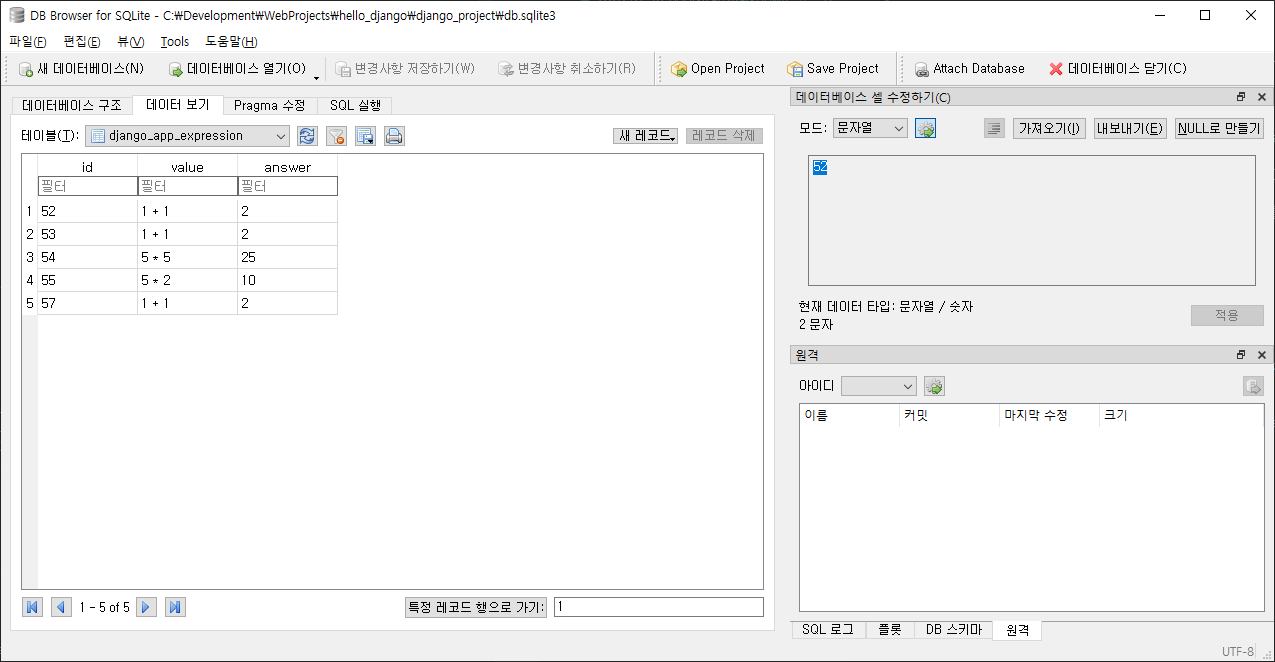 DB Browser for SQLite - C:₩Development₩WebProjects₩hello_django₩django_project₩db.sqlite3
파일(F) 편집(E) 뷰(V) Tools 도움말(H)
새 데이터베이스(N) 데이터베이스 열기(O) 변경사항 저장하기(W) 변경사항 취소하기(R) Open Project Save Project Attach Database 데이터베이스 닫기(C)
데이터베이스 구조 데이터 보기 Pragma 수정 SQL 실행
테이블(T): django_app_expression 새 레코드 레코드 삭제
id value answer
필터 필터 필터
1 52 1 + 1 2
2 53 1 + 1 2
3 54 5 * 5 25
4 55 5 * 2 10
5 57 1 + 1 2
1 - 5 of 5 특정 레코드 행으로 가기: 1
데이터베이스 셀 수정하기(C)
모드: 문자열 가져오기(I) 내보내기(E) NULL로 만들기
52
현재 데이터 타입: 문자열 / 숫자
2 문자
적용
원격
아이디
이름 커밋 마지막 수정 크기
SQL 로그 플롯 DB 스키마 원격
UTF-8